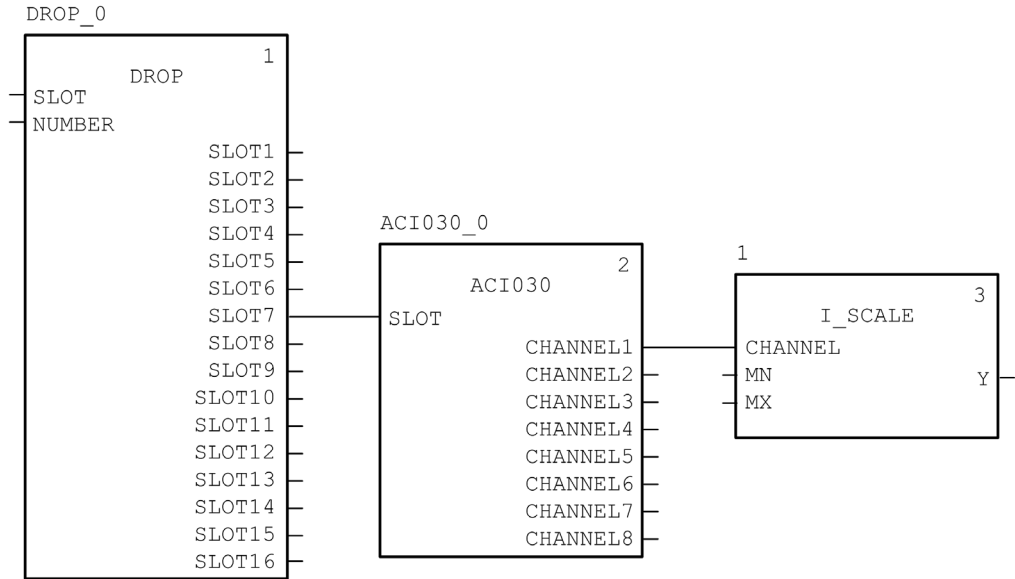 DROP_0
1
DROP
SLOT
NUMBER
SLOT1
SLOT2
SLOT3
SLOT4
SLOT5
SLOT6
SLOT7
SLOT8
SLOT9
SLOT10
SLOT11
SLOT12
SLOT13
SLOT14
SLOT15
SLOT16
ACI030_0
2
ACI030
SLOT
CHANNEL1
CHANNEL2
CHANNEL3
CHANNEL4
CHANNEL5
CHANNEL6
CHANNEL7
CHANNEL8
1
3
I_SCALE
CHANNEL
MN
Y
MX